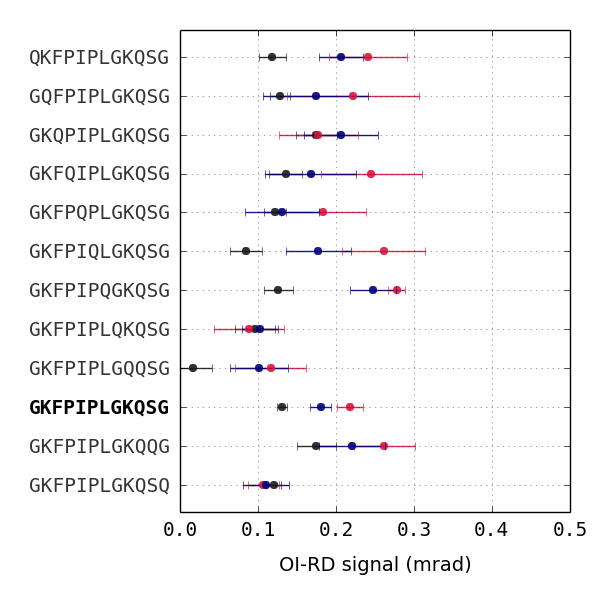 QKFPIPLGKQSG
GQFPIPLGKQSG
GKQPIPLGKQSG
GKFQIPLGKQSG
GKFPQPLGKQSG
GKFPIQLGKQSG
GKFPIPQGKQSG
GKFPIPLQKQSG
GKFPIPLGQQSG
GKFPIPLGKQSG
GKFPIPLGKQQG
GKFPIPLGKQSQ
0.0 0.1 0.2 0.3 0.4 0.5
OI-RD signal (mrad)